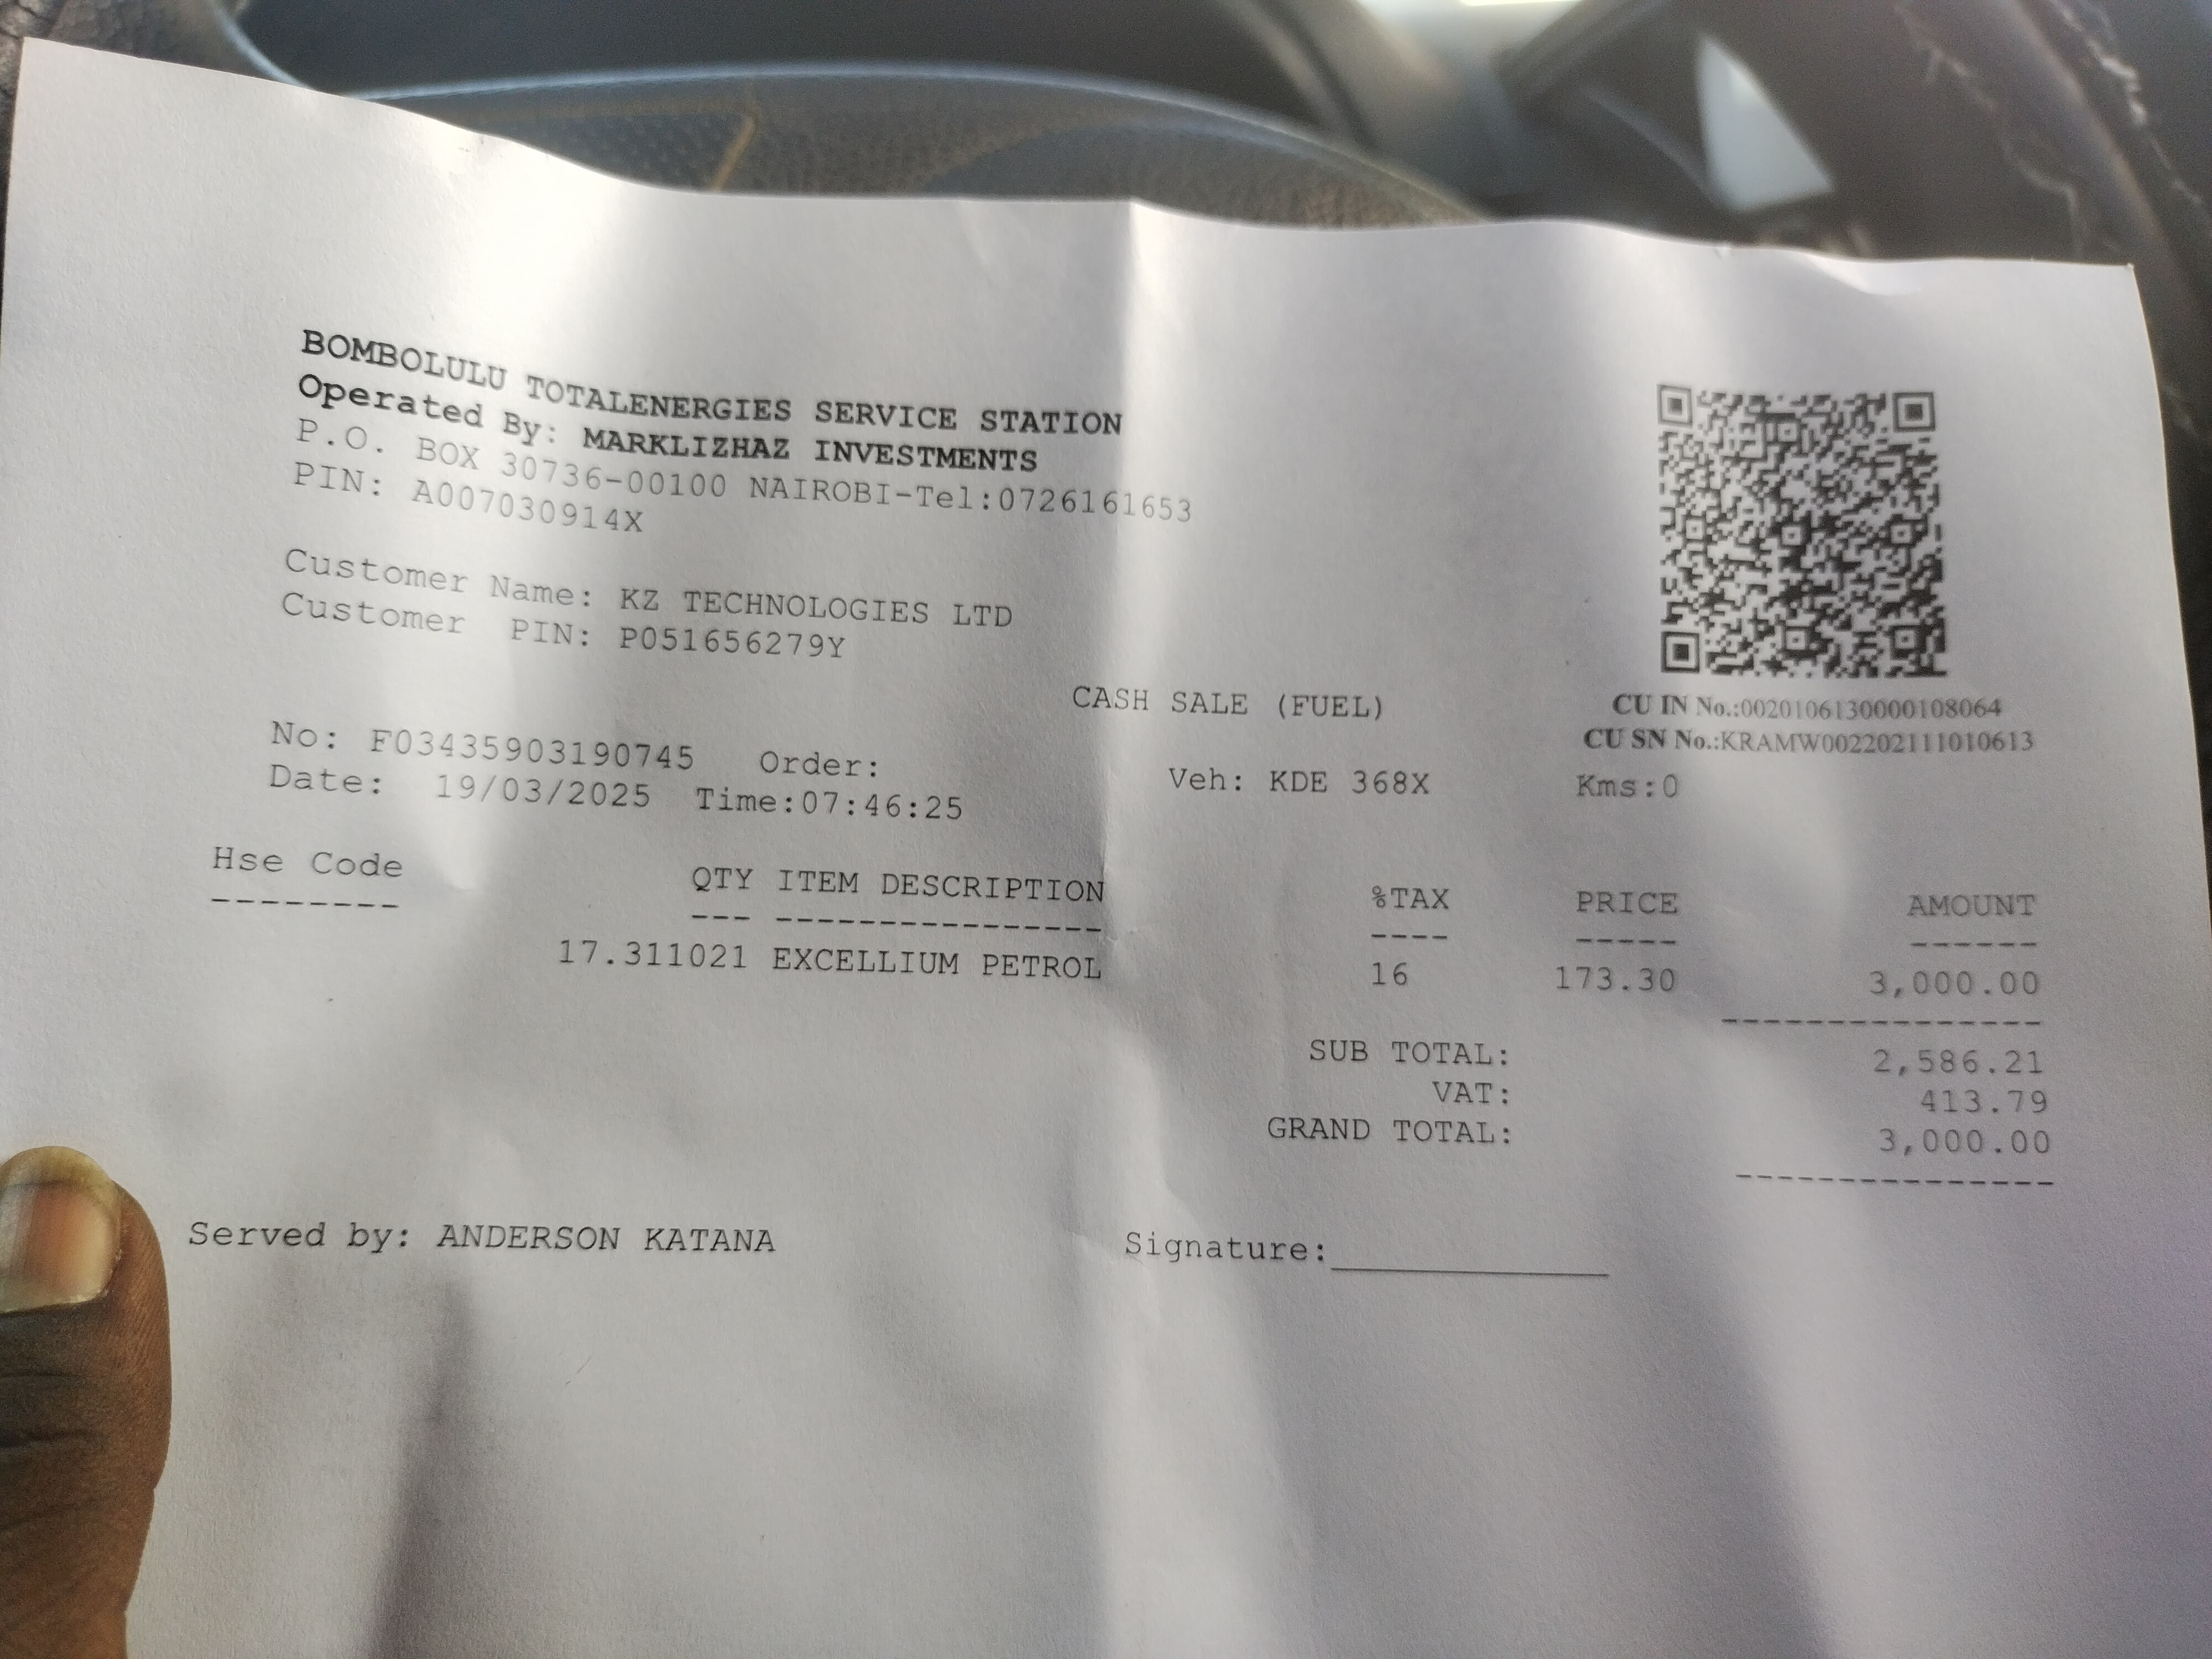 BOMBOLULU TOTALENERGIES SERVICE STATION
Operated By: MARKLIZHAZ INVESTMENTS
P.O. BOX 30736-00100 NAIROBI-Tel:0726161653
PIN: A007030914X
Customer Name: KZ TECHNOLOGIES LTD
Customer PIN: P051656279Y
CASH SALE (FUEL)
CU IN No.:0020106130000108064
CU SN No.:KRAMW002202111010613
No: F03435903190745 Order:
Veh: KDE 368X Kms:0
Date: 19/03/2025 Time:07:46:25
Hse Code QTY ITEM DESCRIPTION %TAX PRICE AMOUNT
-------- --- ---------------- ---- ----- ------
17.311021 EXCELLIUM PETROL 16 173.30 3,000.00
---------------
SUB TOTAL: 2,586.21
VAT: 413.79
GRAND TOTAL: 3,000.00
---------------
Served by: ANDERSON KATANA Signature:_____________